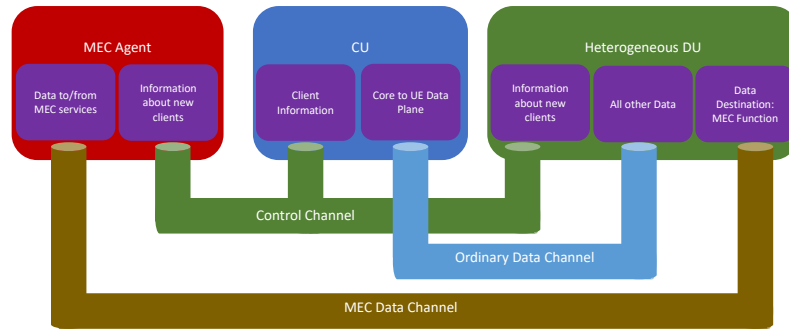 MEC Agent
CU
Heterogeneous DU
Data to/from
MEC services
Information
about new
clients
Client
Information
Core to UE Data
Plane
Information
about new
clients
All other Data
Data
Destination:
MEC Function
Control Channel
Ordinary Data Channel
MEC Data Channel